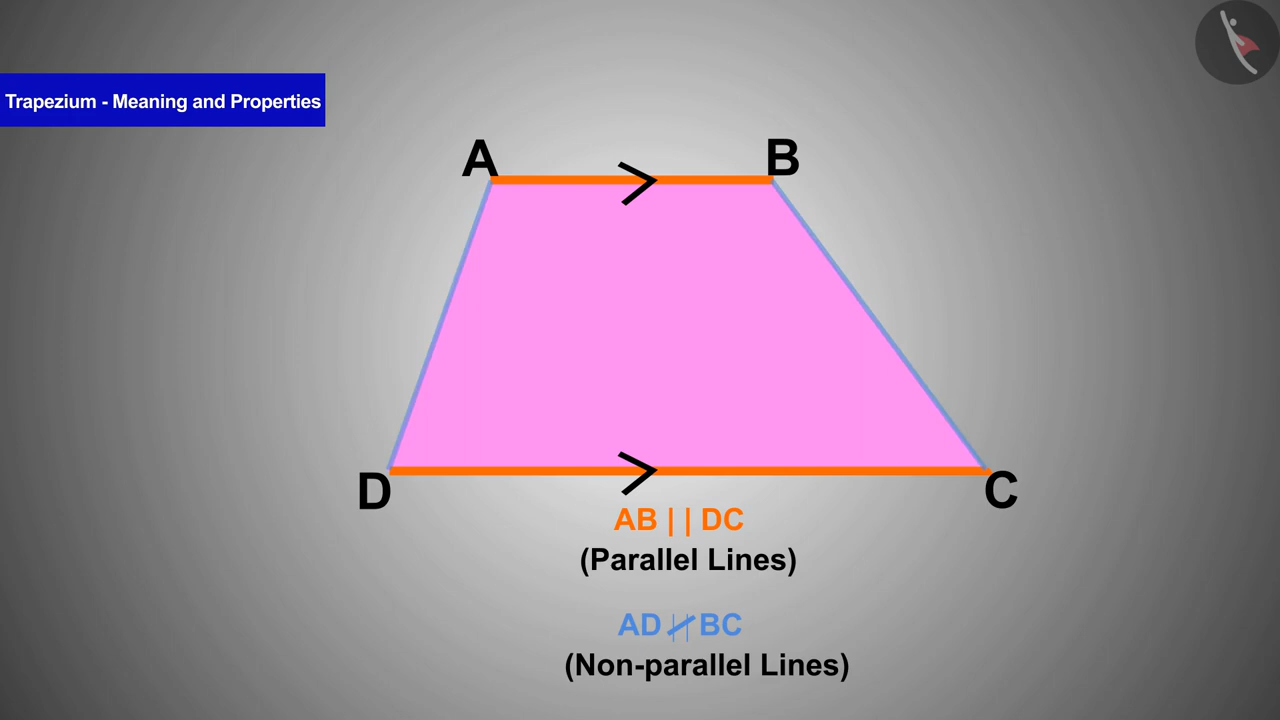 Trapezium - Meaning and Properties
A
B
D
C
AB || DC
(Parallel Lines)
AD ∦ BC
(Non-parallel Lines)